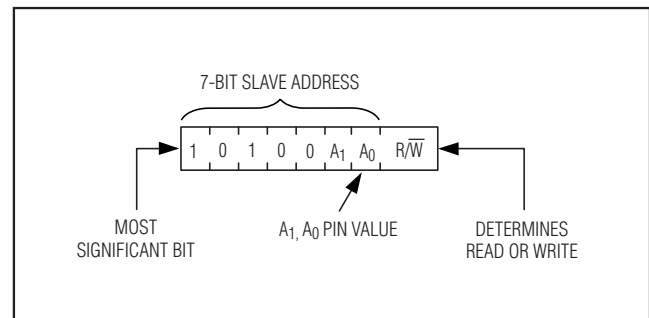 7-BIT SLAVE ADDRESS
1 0 1 0 0 A1 A0 R/W̅
MOST
SIGNIFICANT BIT
A1, A0 PIN VALUE
DETERMINES
READ OR WRITE